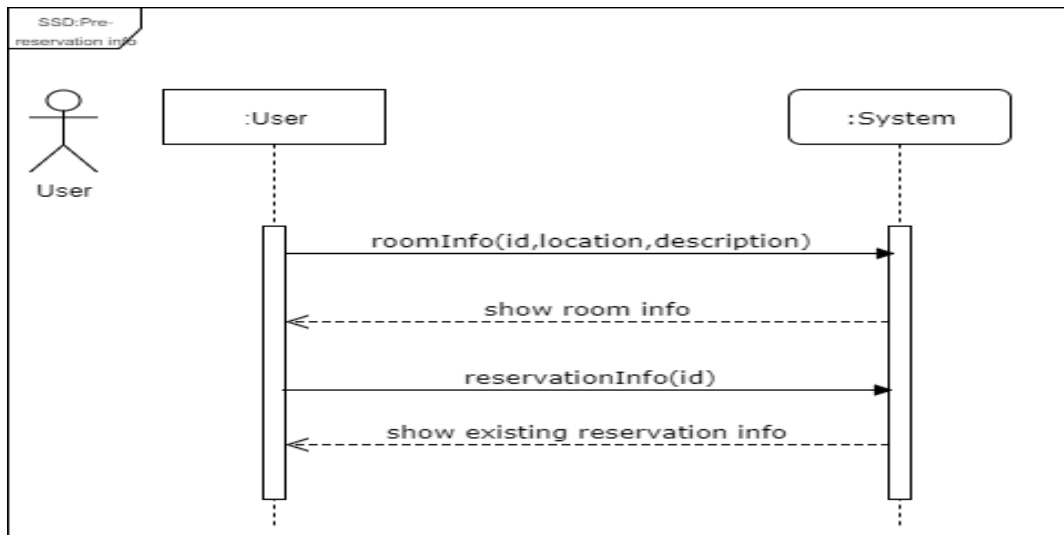 SSD:Pre-
reservation info
:User
:System
User
roomInfo(id,location,description)
show room info
reservationInfo(id)
show existing reservation info